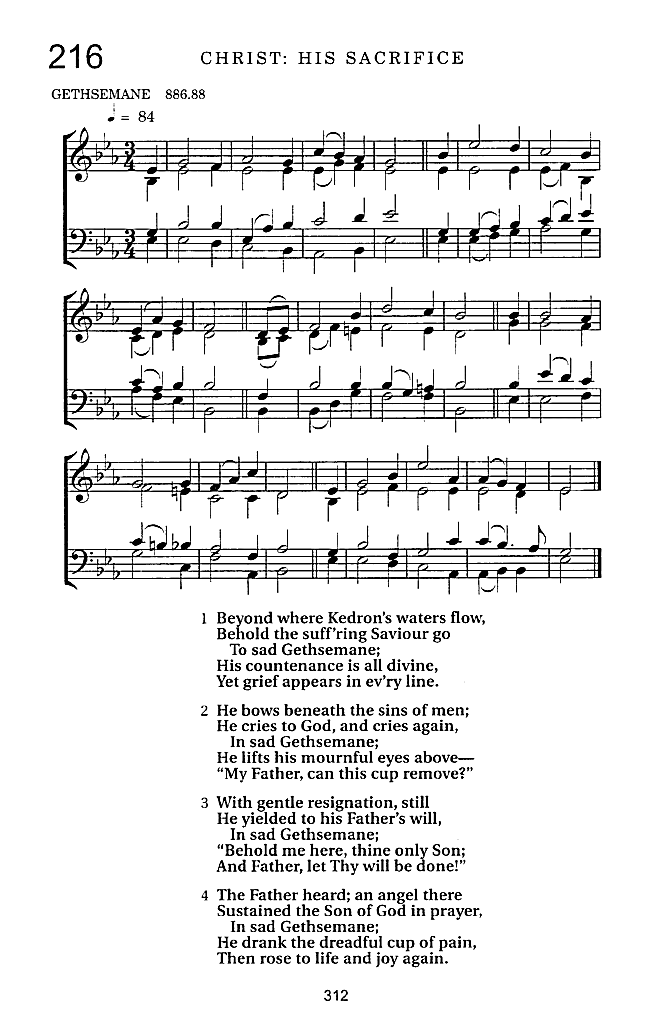 216
CHRIST: HIS SACRIFICE
GETHSEMANE 886.88
♩ = 84
3
4
3
4
1 Beyond where Kedron's waters flow,
Behold the suff'ring Saviour go
To sad Gethsemane;
His countenance is all divine,
Yet grief appears in ev'ry line.
2 He bows beneath the sins of men;
He cries to God, and cries again,
In sad Gethsemane;
He lifts his mournful eyes above—
“My Father, can this cup remove?”
3 With gentle resignation, still
He yielded to his Father's will,
In sad Gethsemane;
“Behold me here, thine only Son;
And Father, let Thy will be done!”
4 The Father heard; an angel there
Sustained the Son of God in prayer,
In sad Gethsemane;
He drank the dreadful cup of pain,
Then rose to life and joy again.
312